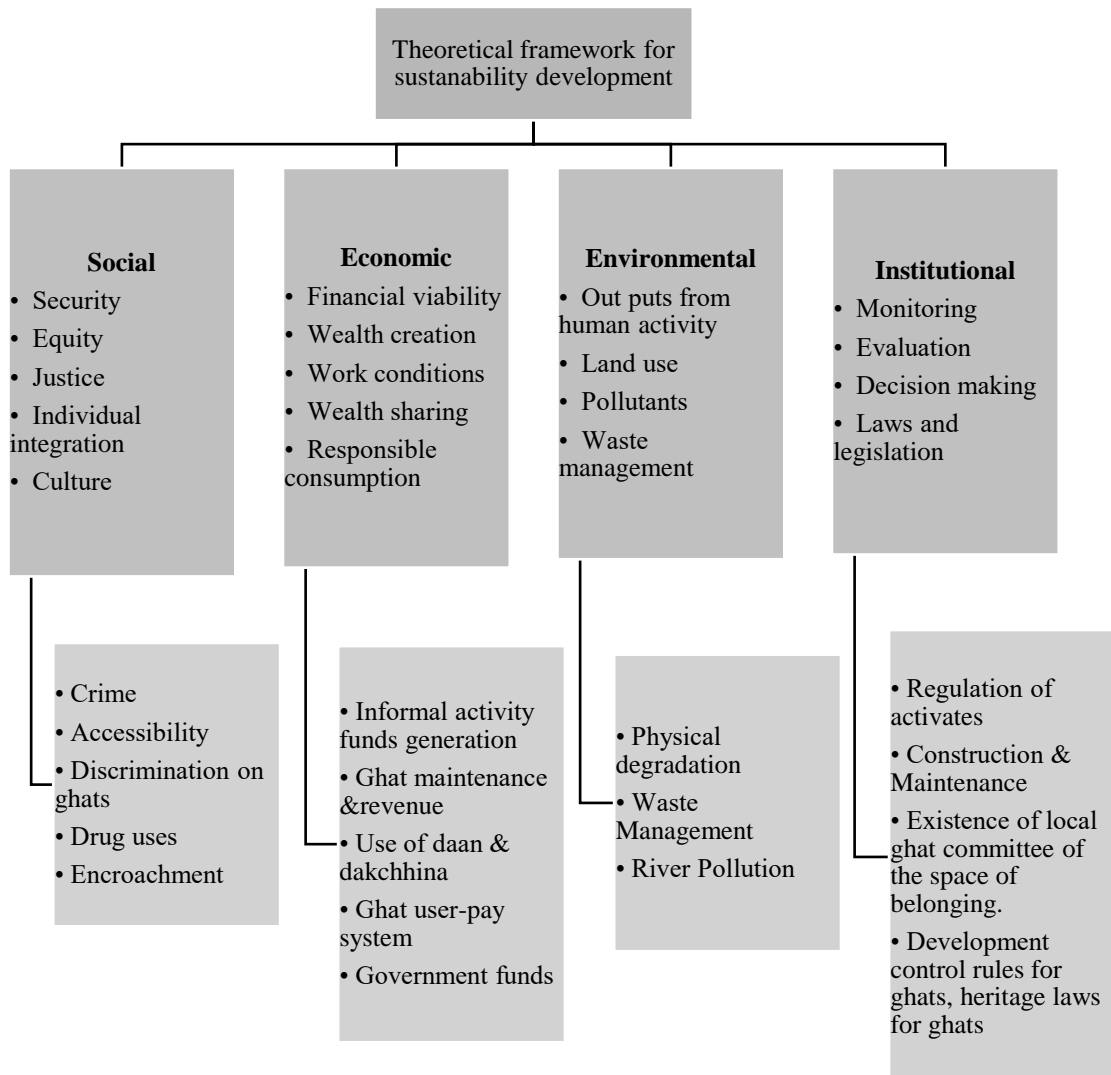 Theoretical framework for
sustanability development
Social
• Security
• Equity
• Justice
• Individual
integration
• Culture
Economic
• Financial viability
• Wealth creation
• Work conditions
• Wealth sharing
• Responsible
consumption
Environmental
• Out puts from
human activity
• Land use
• Pollutants
• Waste
management
Institutional
• Monitoring
• Evaluation
• Decision making
• Laws and
legislation
• Crime
• Accessibility
• Discrimination on
ghats
• Drug uses
• Encroachment
• Informal activity
funds generation
• Ghat maintenance
&revenue
• Use of daan &
dakchhina
• Ghat user-pay
system
• Government funds
• Physical
degradation
• Waste
Management
• River Pollution
• Regulation of
activates
• Construction &
Maintenance
• Existence of local
ghat committee of
the space of
belonging.
• Development
control rules for
ghats, heritage laws
for ghats